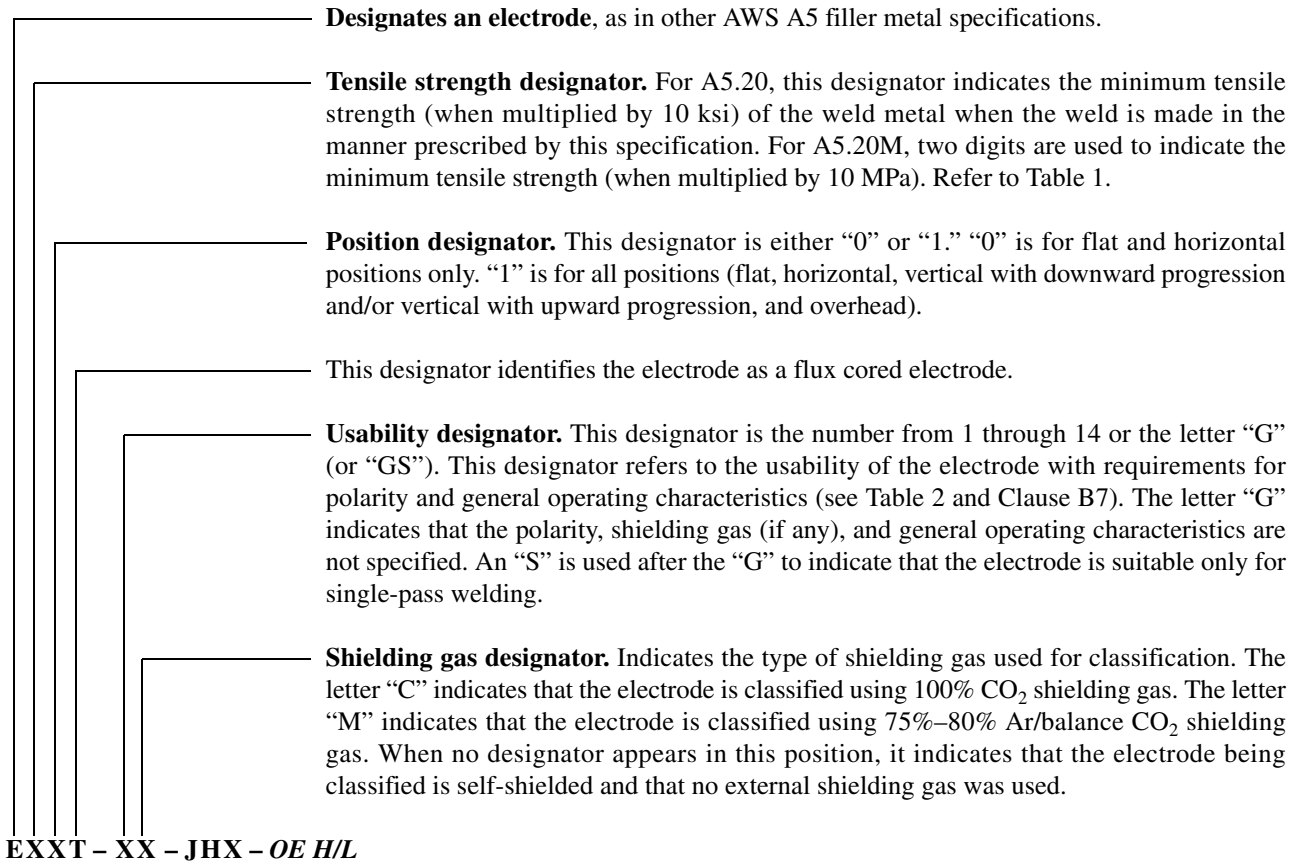 Designates an electrode, as in other AWS A5 filler metal specifications.
Tensile strength designator. For A5.20, this designator indicates the minimum tensile
strength (when multiplied by 10 ksi) of the weld metal when the weld is made in the
manner prescribed by this specification. For A5.20M, two digits are used to indicate the
minimum tensile strength (when multiplied by 10 MPa). Refer to Table 1.
Position designator. This designator is either “0” or “1.” “0” is for flat and horizontal
positions only. “1” is for all positions (flat, horizontal, vertical with downward progression
and/or vertical with upward progression, and overhead).
This designator identifies the electrode as a flux cored electrode.
Usability designator. This designator is the number from 1 through 14 or the letter “G”
(or “GS”). This designator refers to the usability of the electrode with requirements for
polarity and general operating characteristics (see Table 2 and Clause B7). The letter “G”
indicates that the polarity, shielding gas (if any), and general operating characteristics are
not specified. An “S” is used after the “G” to indicate that the electrode is suitable only for
single-pass welding.
Shielding gas designator. Indicates the type of shielding gas used for classification. The
letter “C” indicates that the electrode is classified using 100% CO₂ shielding gas. The letter
“M” indicates that the electrode is classified using 75%–80% Ar/balance CO₂ shielding
gas. When no designator appears in this position, it indicates that the electrode being
classified is self-shielded and that no external shielding gas was used.
EXXT – XX – JHX – OE H/L